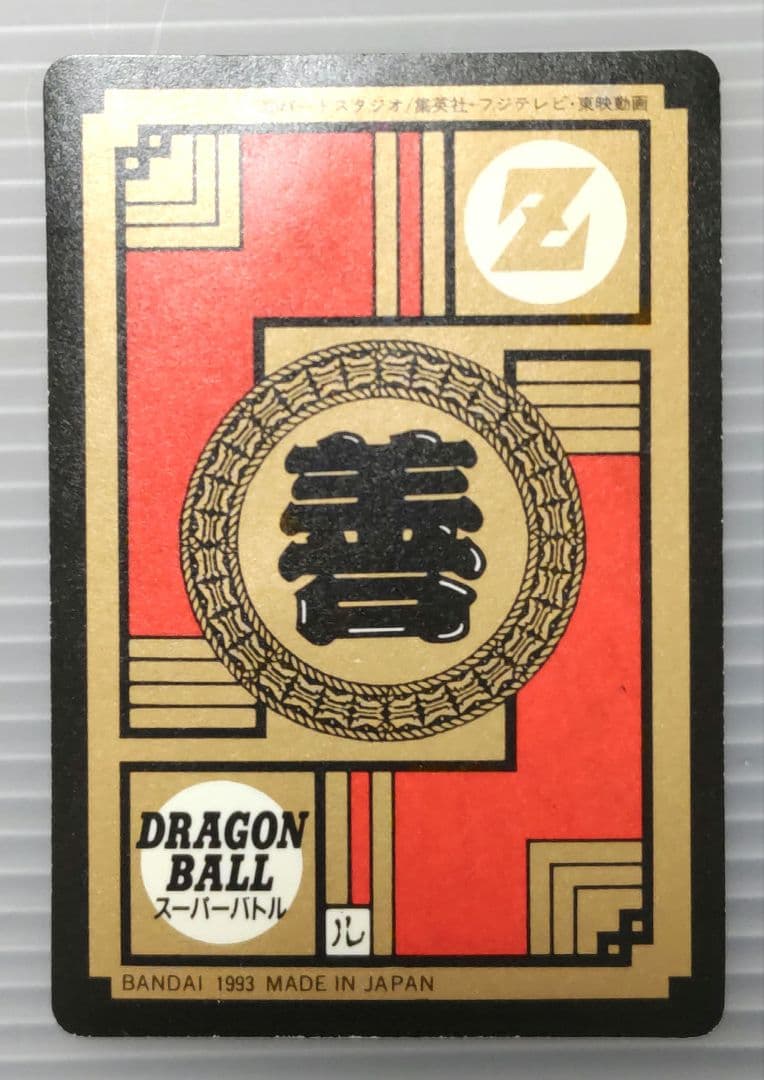 バードスタジオ/集英社・フジテレビ・東映動画
Z
善
DRAGON
BALL
スーパーバトル
ル
BANDAI 1993 MADE IN JAPAN